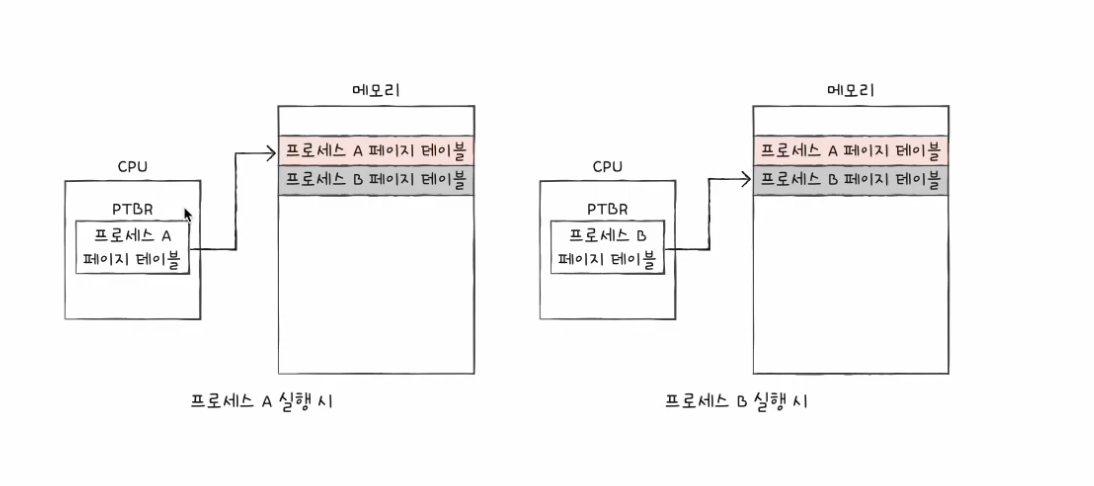 메모리
프로세스 A 페이지 테이블
프로세스 B 페이지 테이블
CPU
PTBR
프로세스 A
페이지 테이블
프로세스 A 실행 시
메모리
프로세스 A 페이지 테이블
프로세스 B 페이지 테이블
CPU
PTBR
프로세스 B
페이지 테이블
프로세스 B 실행 시